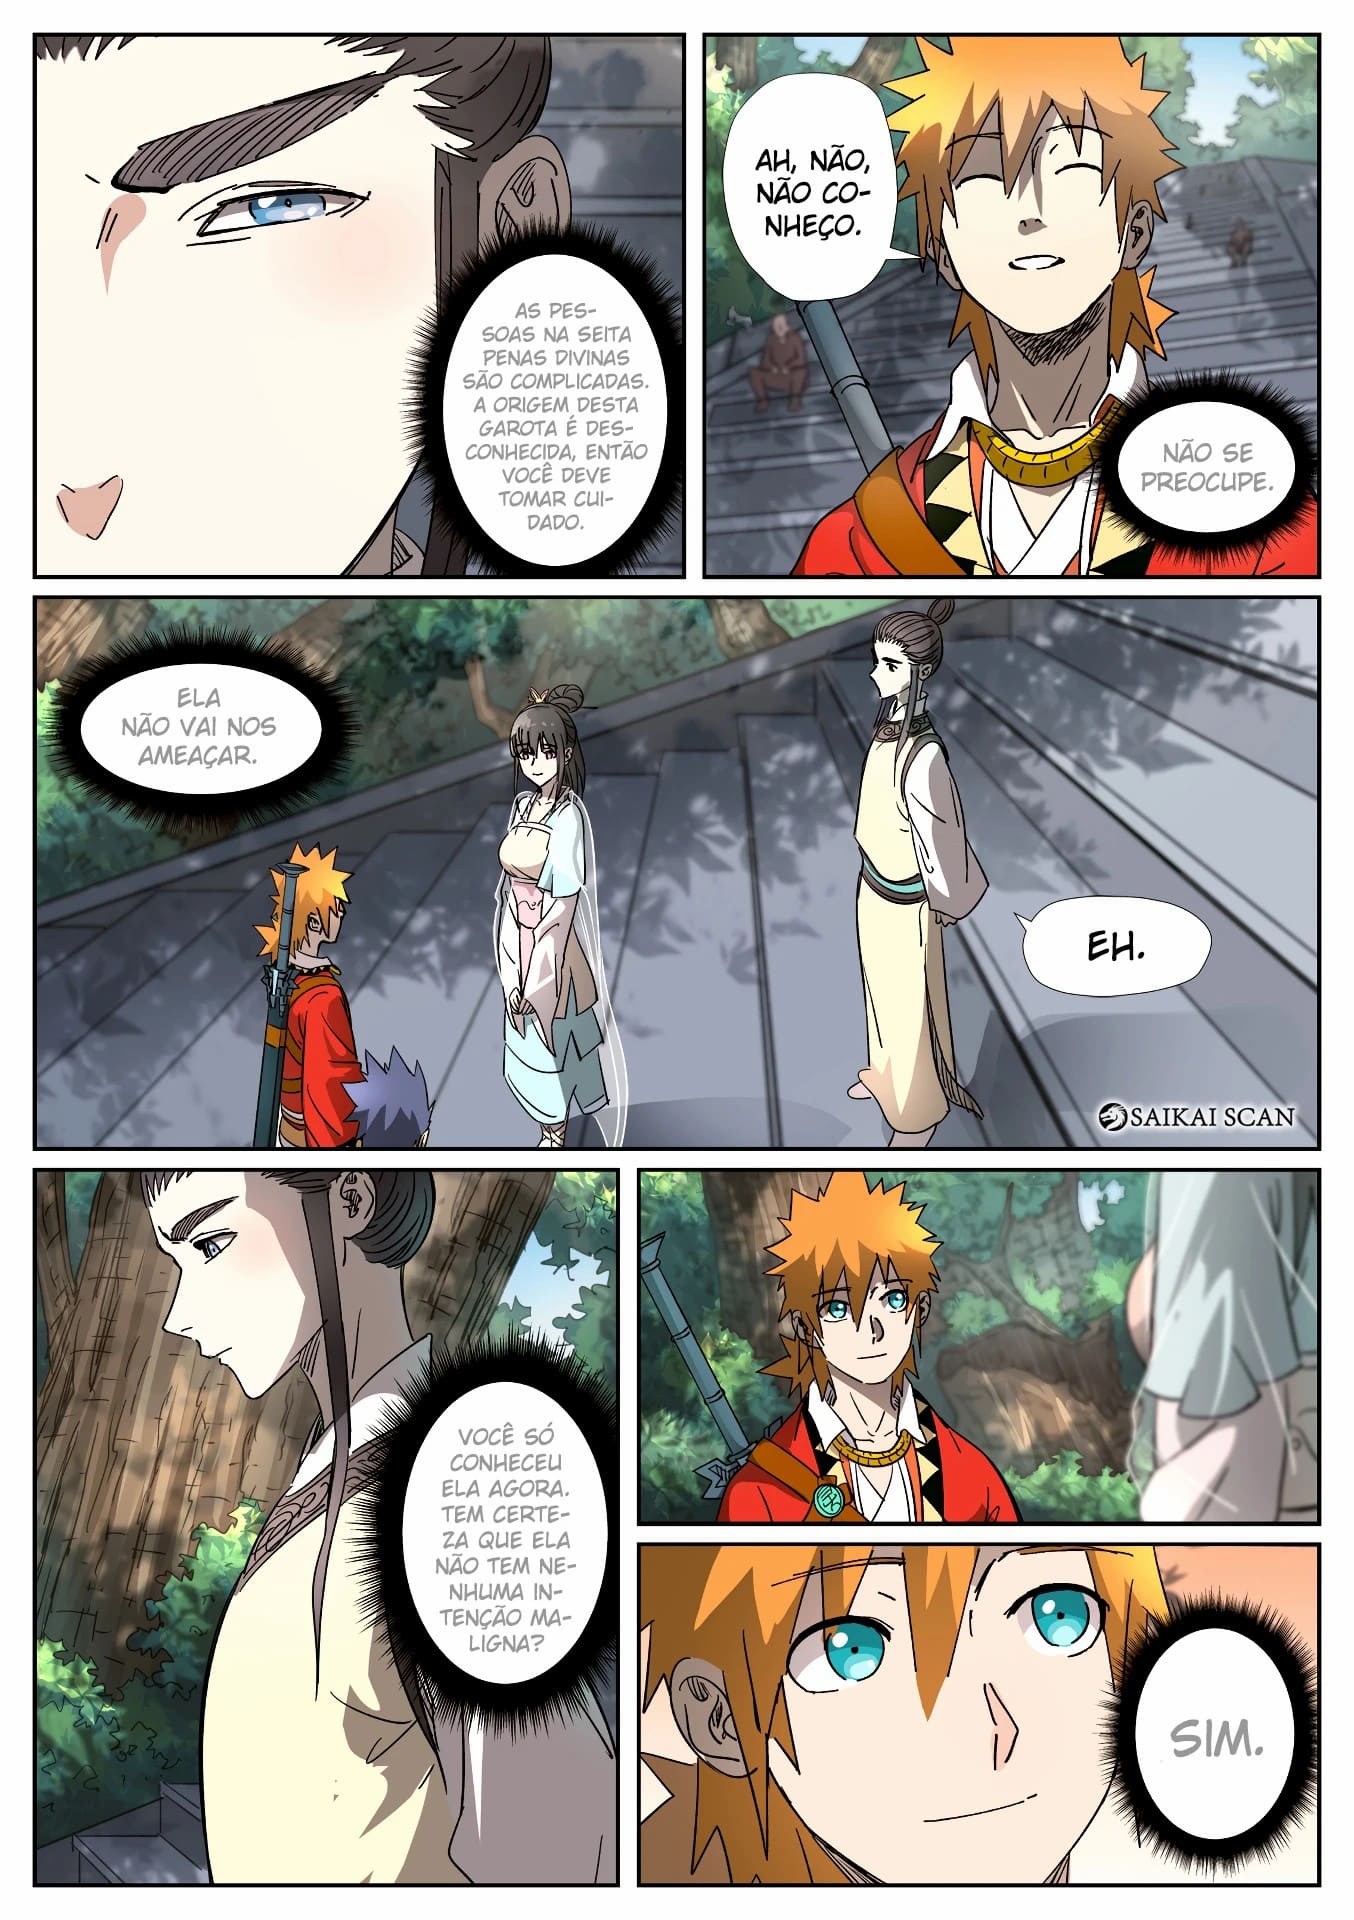 AS PES-
SOAS NA SEITA
PENAS DIVINAS
SÃO COMPLICADAS.
A ORIGEM DESTA
GAROTA É DES-
CONHECIDA, ENTÃO
VOCÊ DEVE
TOMAR CUI-
DADO.
AH, NÃO,
NÃO CO-
NHEÇO.
NÃO SE
PREOCUPE.
ELA
NÃO VAI NOS
AMEAÇAR.
EH.
SAIKAI SCAN
VOCÊ SÓ
CONHECEU
ELA AGORA.
TEM CERTE-
ZA QUE ELA
NÃO TEM NE-
NHUMA IN-
TENÇÃO MA-
LIGNA?
SIM.